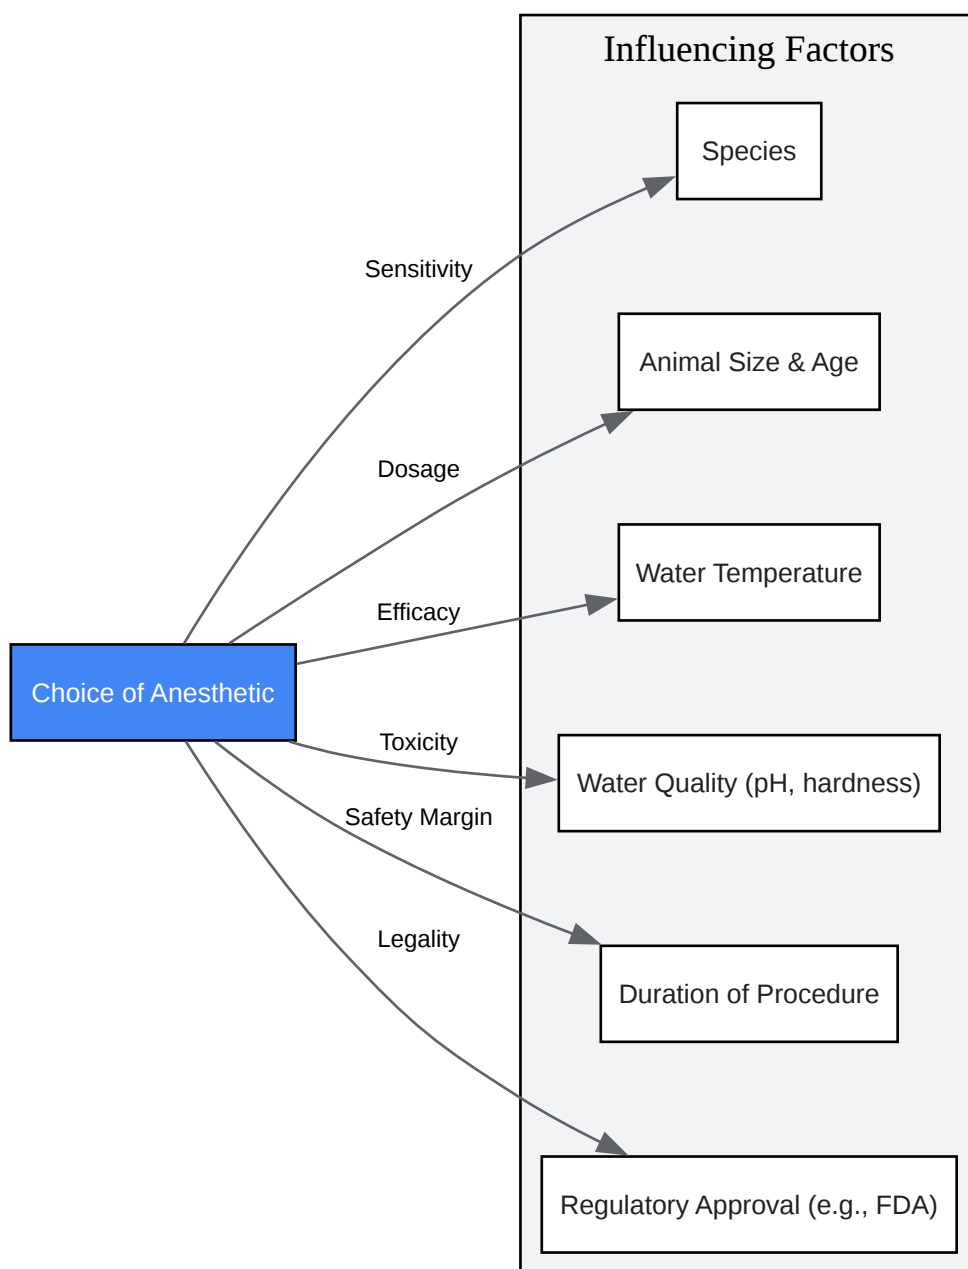 Influencing Factors
Species
Sensitivity
Animal Size & Age
Dosage
Water Temperature
Efficacy
Choice of Anesthetic
Toxicity
Water Quality (pH, hardness)
Safety Margin
Legality
Duration of Procedure
Regulatory Approval (e.g., FDA)